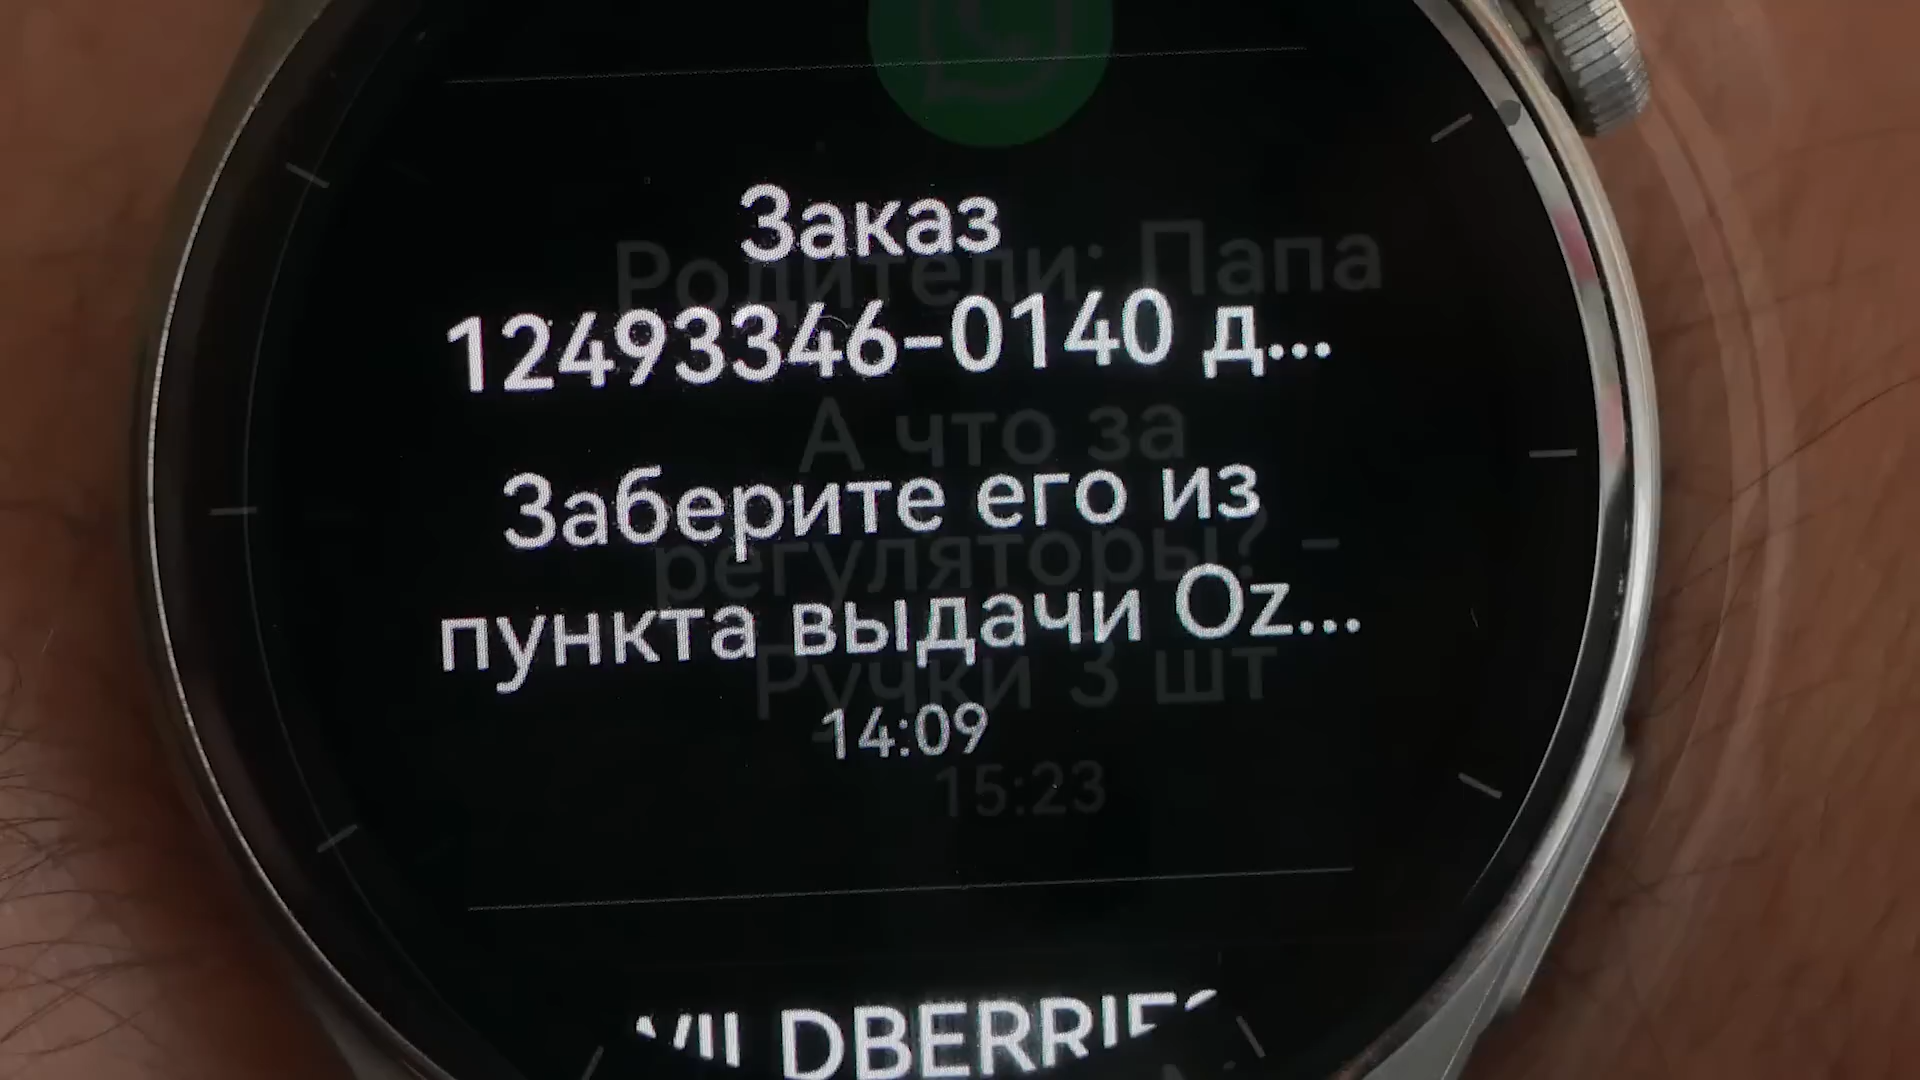 Заказ
12493346-0140 д...
Заберите его из
пункта выдачи Oz...
14:09
Родители: Папа
А что за
регуляторы? -
Ручки 3 шт
15:23
WILDBERRIES